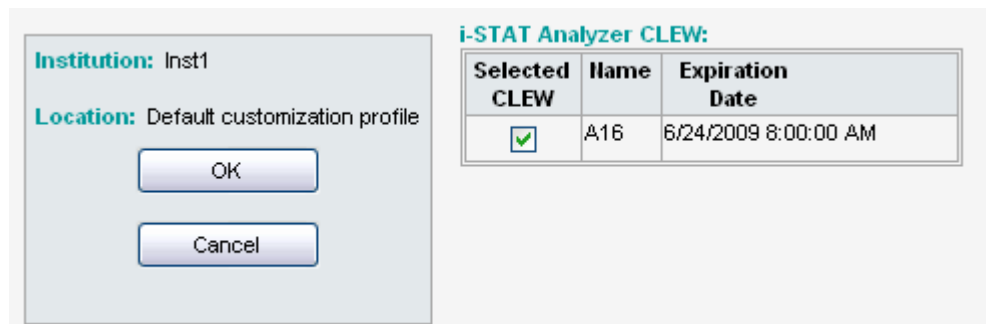 Institution: Inst1
Location: Default customization profile
OK
Cancel
i-STAT Analyzer CLEW:
Selected CLEW Name Expiration Date
A16 6/24/2009 8:00:00 AM